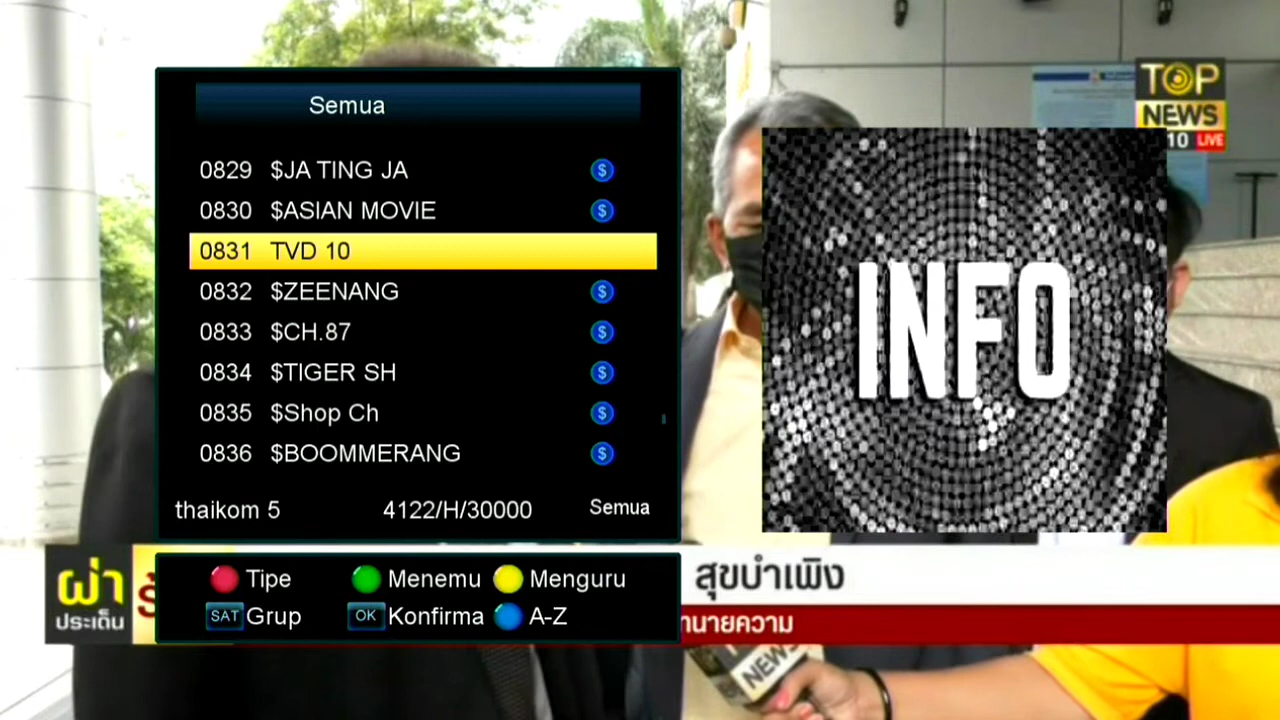 Semua
0829 $JA TING JA $
0830 $ASIAN MOVIE $
0831 TVD 10
0832 $ZEENANG $
0833 $CH.87 $
0834 $TIGER SH $
0835 $Shop Ch $
0836 $BOOMMERANG $
thaikom 5 4122/H/30000 Semua
Tipe Menemu Menguru
SAT Grup OK Konfirma A-Z
TOP
NEWS
10 LIVE
INFO
ผ่า
ประเด็น
สุขบำเพิง
ทนายความ
NEWS